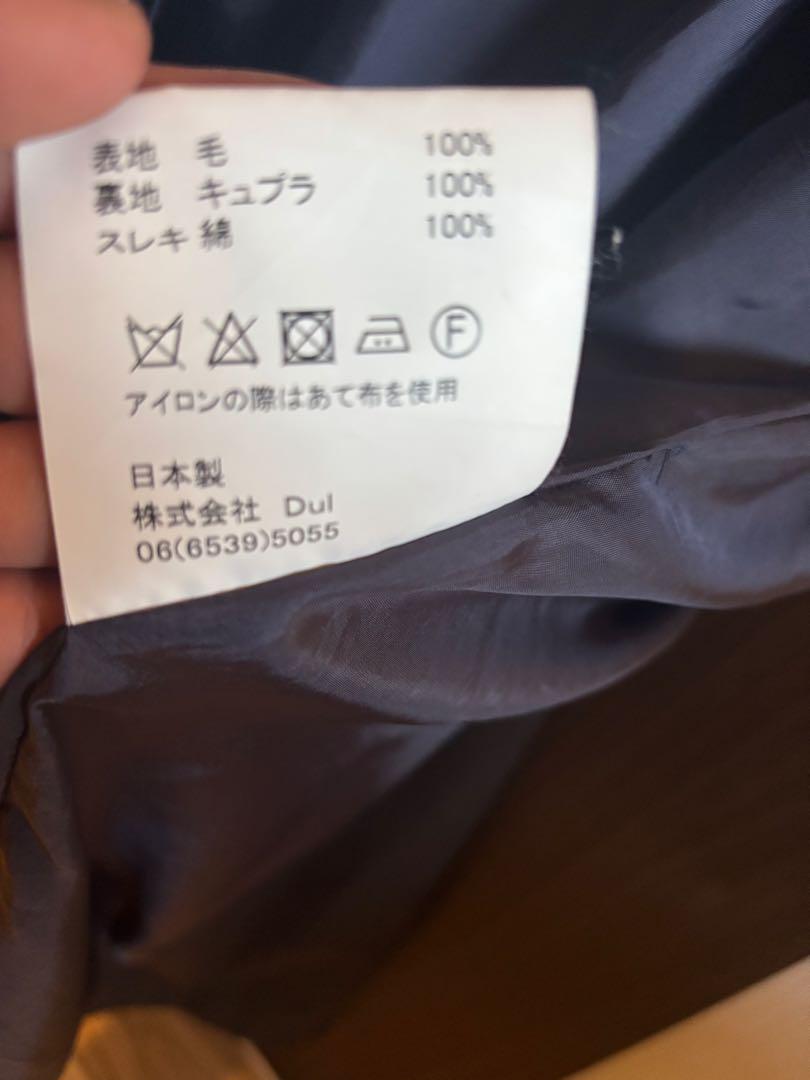 表地 毛 100%
裏地 キュプラ 100%
スレキ 綿 100%
F
アイロンの際はあて布を使用
日本製
株式会社 Dul
06(6539)5055